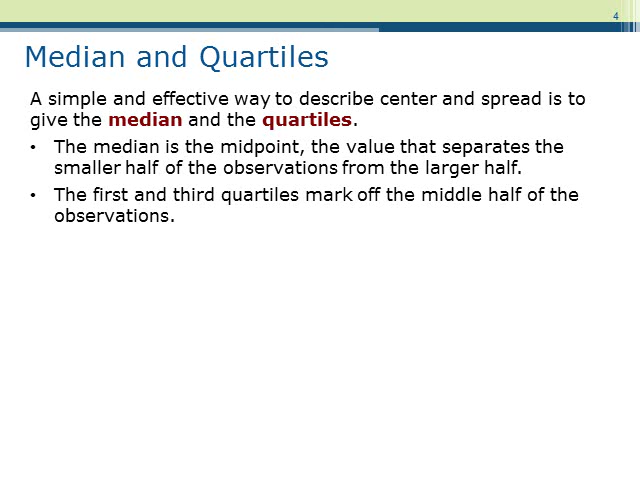 4
Median and Quartiles
A simple and effective way to describe center and spread is to
give the median and the quartiles.
• The median is the midpoint, the value that separates the
smaller half of the observations from the larger half.
• The first and third quartiles mark off the middle half of the
observations.